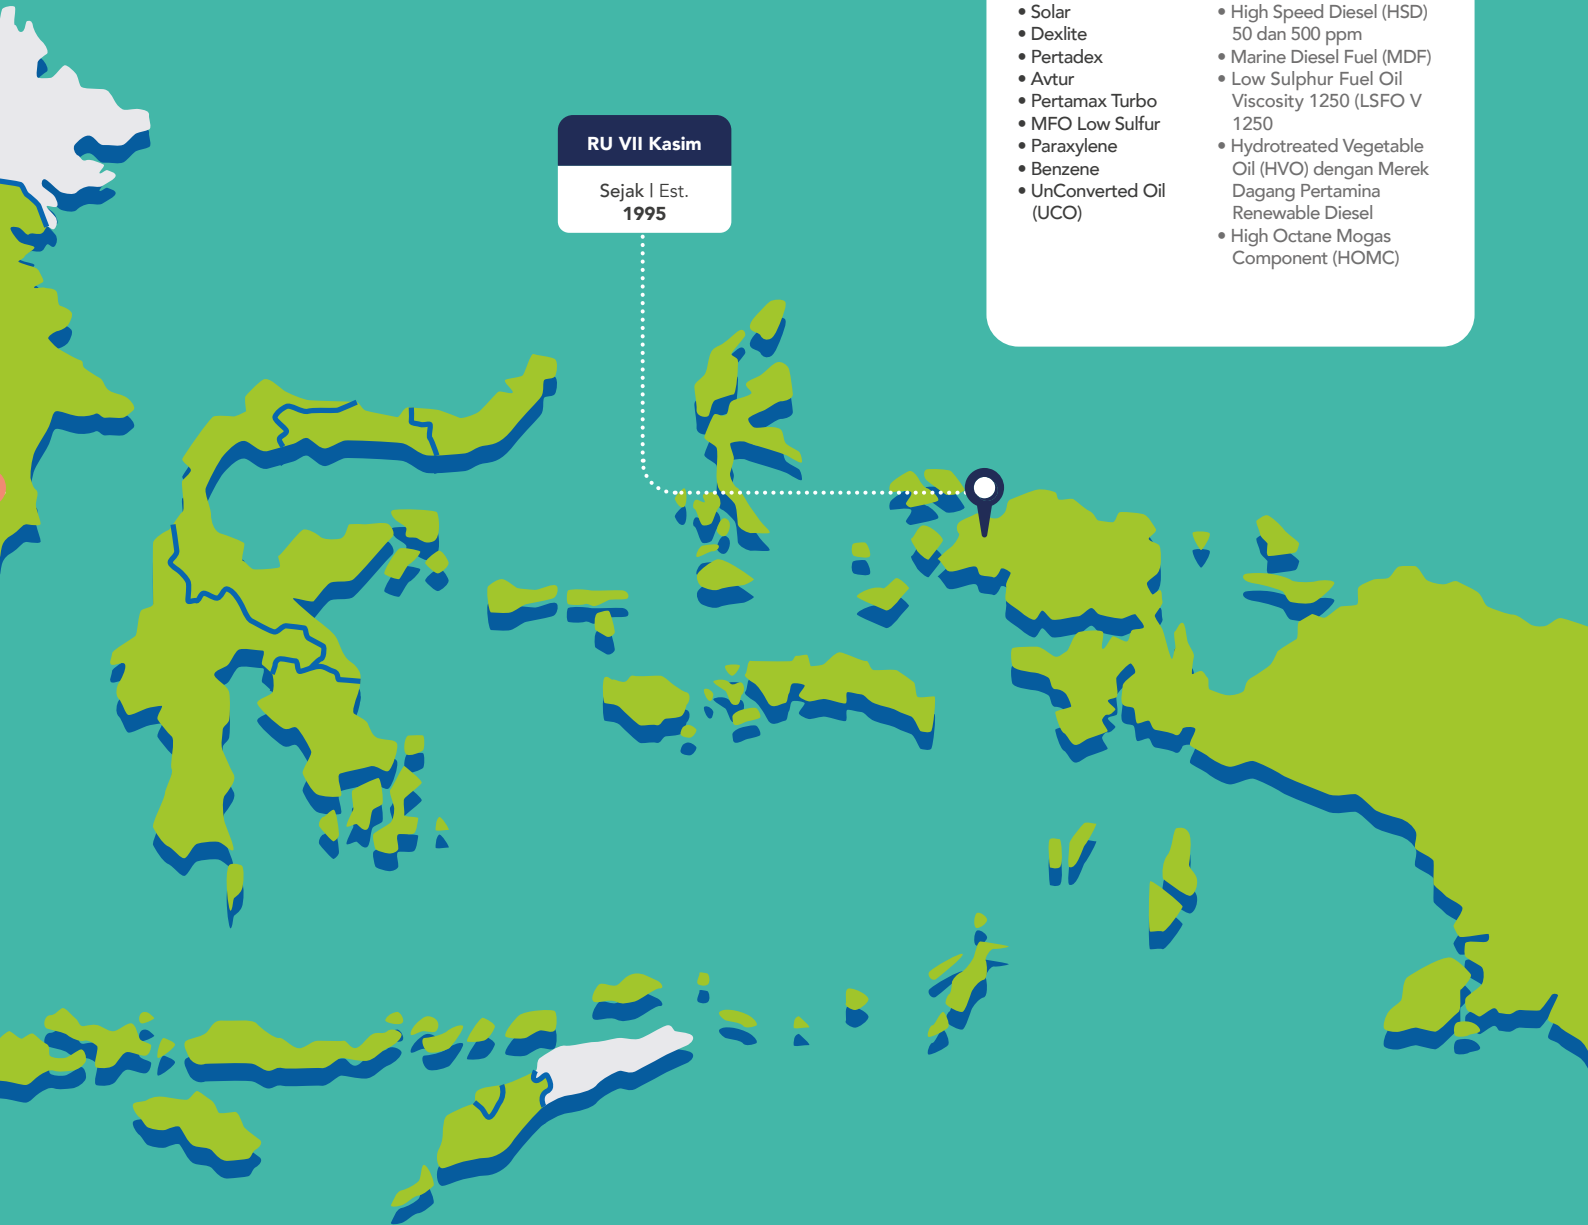 RU VII Kasim
Sejak | Est.
1995
• Solar
• Dexlite
• Pertadex
• Avtur
• Pertamax Turbo
• MFO Low Sulfur
• Paraxylene
• Benzene
• UnConverted Oil
(UCO)
• High Speed Diesel (HSD)
50 dan 500 ppm
• Marine Diesel Fuel (MDF)
• Low Sulphur Fuel Oil
Viscosity 1250 (LSFO V
1250
• Hydrotreated Vegetable
Oil (HVO) dengan Merek
Dagang Pertamina
Renewable Diesel
• High Octane Mogas
Component (HOMC)